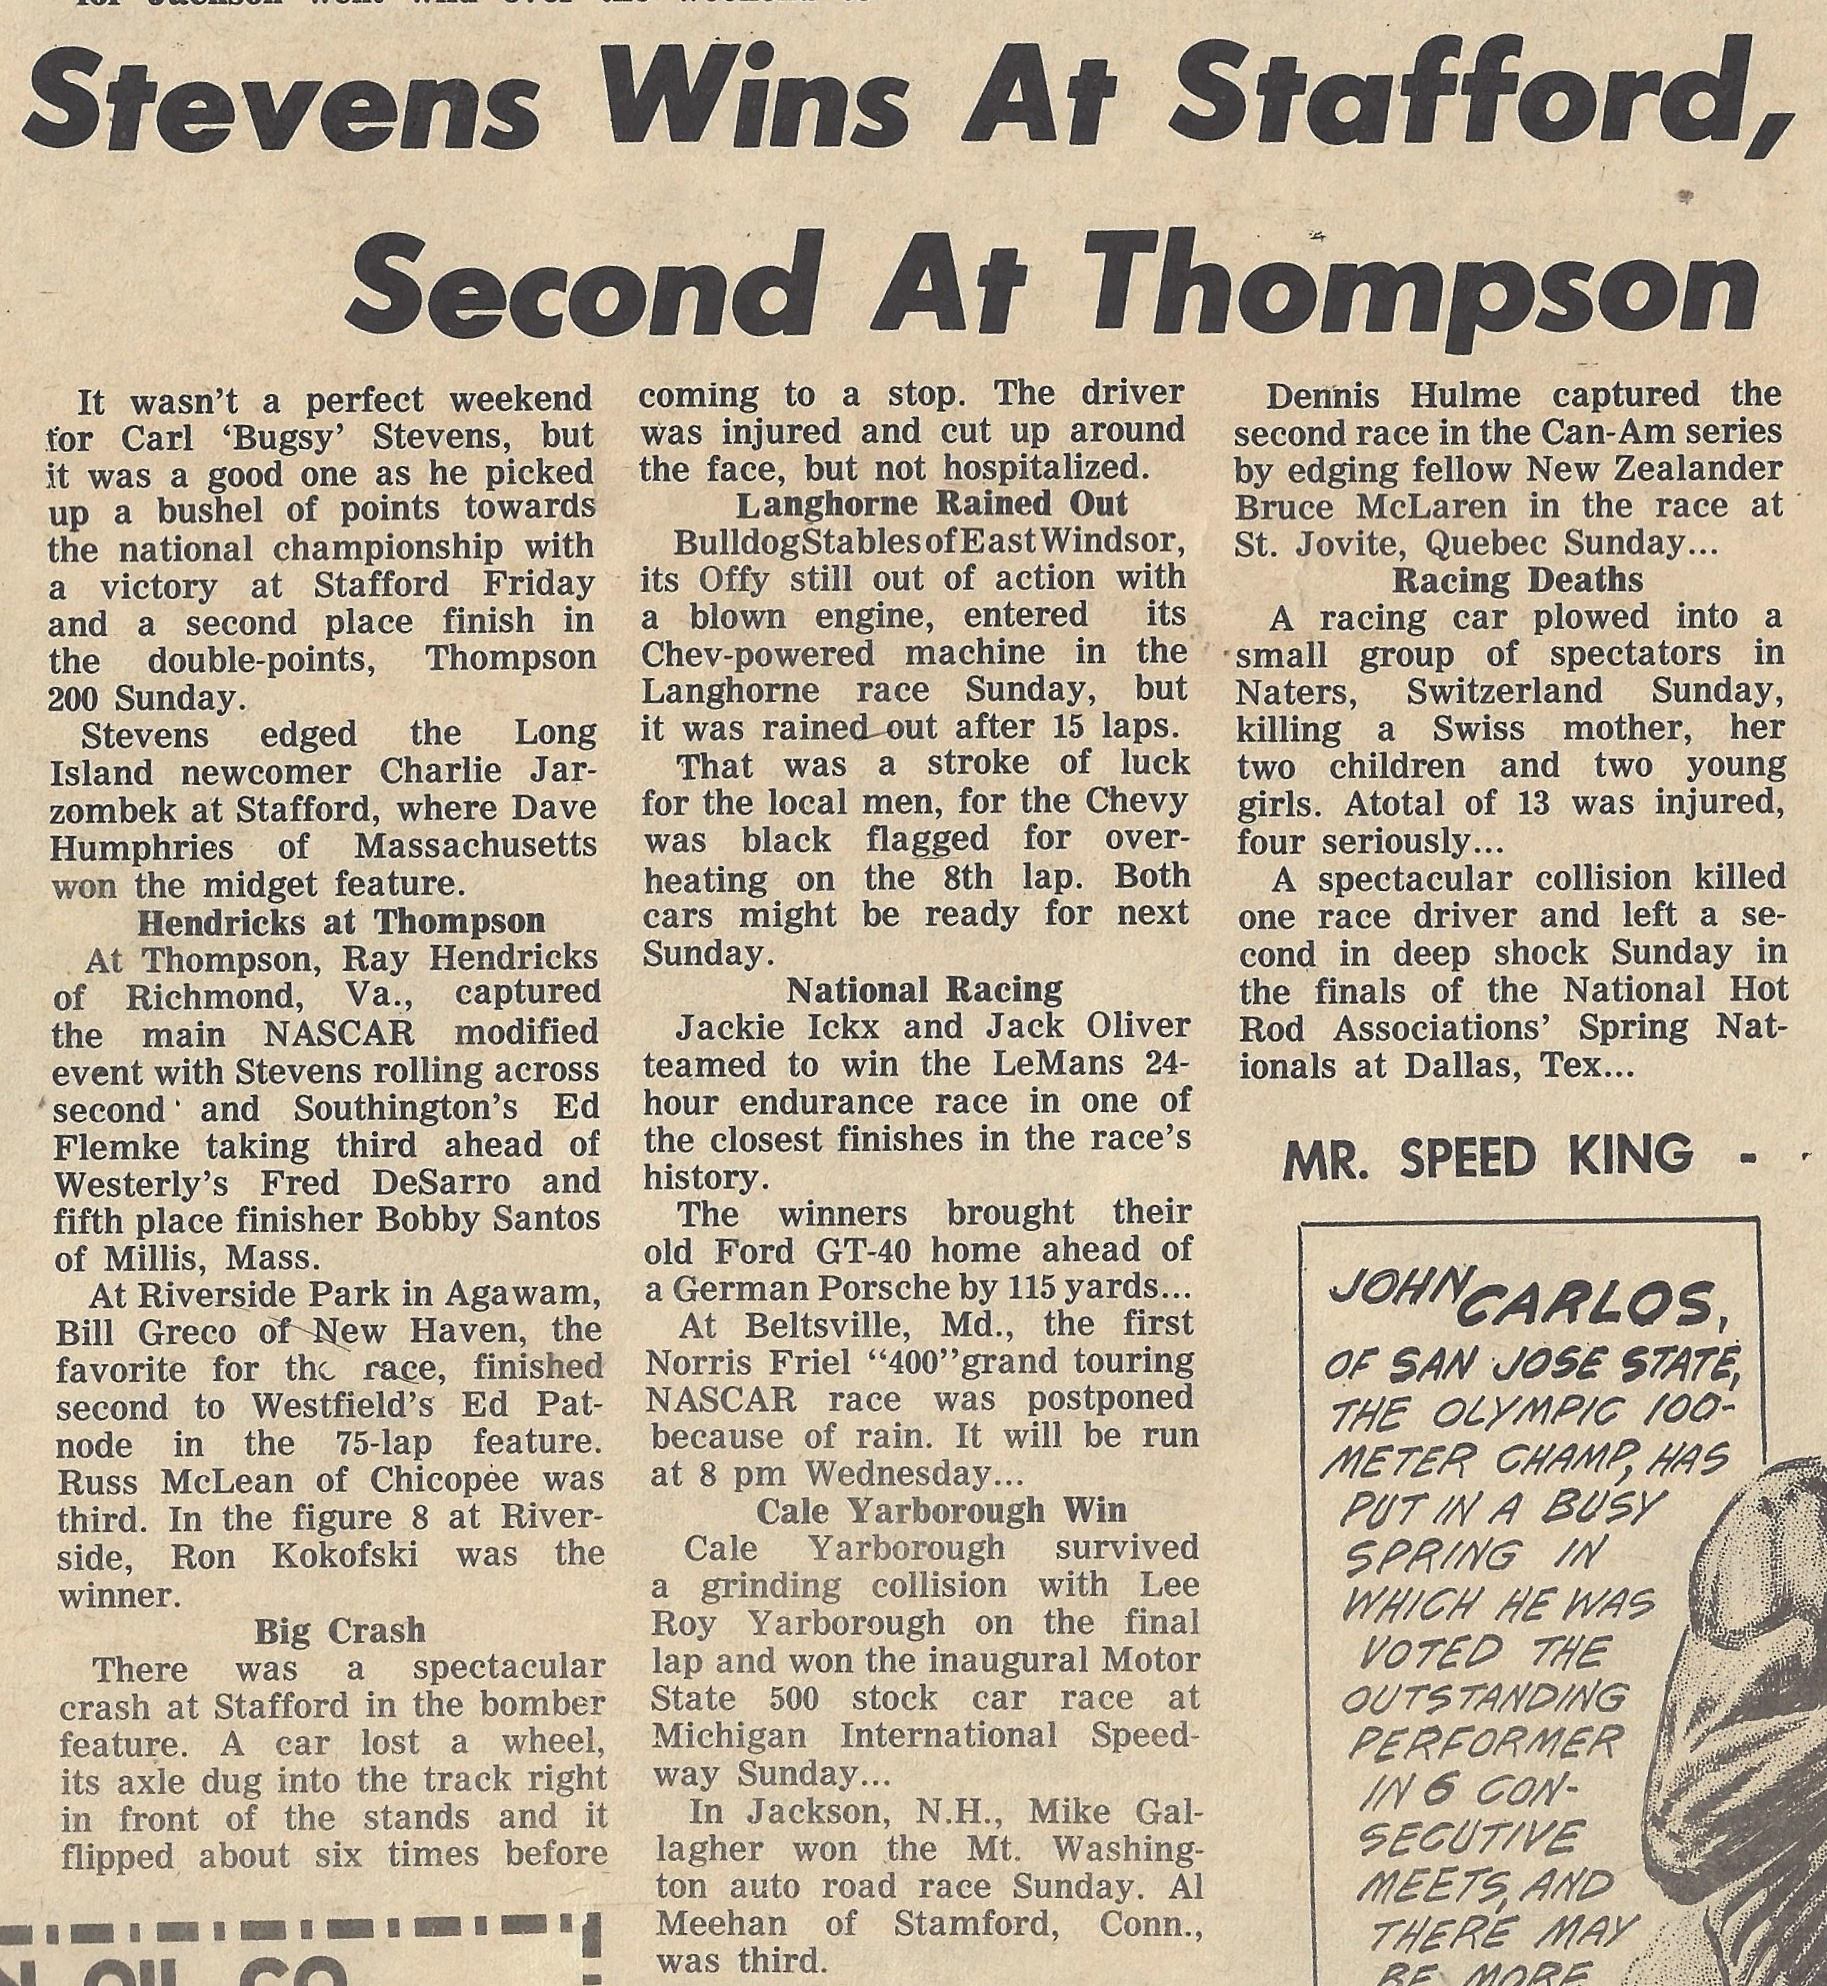 for Jackson went wild over the weekend to
Stevens Wins At Stafford,
Second At Thompson
It wasn't a perfect weekend
for Carl ‘Bugsy’ Stevens, but
it was a good one as he picked
up a bushel of points towards
the national championship with
a victory at Stafford Friday
and a second place finish in
the double-points, Thompson
200 Sunday.
Stevens edged the Long
Island newcomer Charlie Jar-
zombek at Stafford, where Dave
Humphries of Massachusetts
won the midget feature.
Hendricks at Thompson
At Thompson, Ray Hendricks
of Richmond, Va., captured
the main NASCAR modified
event with Stevens rolling across
second and Southington's Ed
Flemke taking third ahead of
Westerly's Fred DeSarro and
fifth place finisher Bobby Santos
of Millis, Mass.
At Riverside Park in Agawam,
Bill Greco of New Haven, the
favorite for the race, finished
second to Westfield's Ed Pat-
node in the 75-lap feature.
Russ McLean of Chicopee was
third. In the figure 8 at River-
side, Ron Kokofski was the
winner.
Big Crash
There was a spectacular
crash at Stafford in the bomber
feature. A car lost a wheel,
its axle dug into the track right
in front of the stands and it
flipped about six times before
coming to a stop. The driver
was injured and cut up around
the face, but not hospitalized.
Langhorne Rained Out
BulldogStablesofEastWindsor,
its Offy still out of action with
a blown engine, entered its
Chev-powered machine in the
Langhorne race Sunday, but
it was rained out after 15 laps.
That was a stroke of luck
for the local men, for the Chevy
was black flagged for over-
heating on the 8th lap. Both
cars might be ready for next
Sunday.
National Racing
Jackie Ickx and Jack Oliver
teamed to win the LeMans 24-
hour endurance race in one of
the closest finishes in the race's
history.
The winners brought their
old Ford GT-40 home ahead of
a German Porsche by 115 yards...
At Beltsville, Md., the first
Norris Friel “400”grand touring
NASCAR race was postponed
because of rain. It will be run
at 8 pm Wednesday...
Cale Yarborough Win
Cale Yarborough survived
a grinding collision with Lee
Roy Yarborough on the final
lap and won the inaugural Motor
State 500 stock car race at
Michigan International Speed-
way Sunday...
In Jackson, N.H., Mike Gal-
lagher won the Mt. Washing-
ton auto road race Sunday. Al
Meehan of Stamford, Conn.,
was third.
Dennis Hulme captured the
second race in the Can-Am series
by edging fellow New Zealander
Bruce McLaren in the race at
St. Jovite, Quebec Sunday...
Racing Deaths
A racing car plowed into a
small group of spectators in
Naters, Switzerland Sunday,
killing a Swiss mother, her
two children and two young
girls. Atotal of 13 was injured,
four seriously...
A spectacular collision killed
one race driver and left a se-
cond in deep shock Sunday in
the finals of the National Hot
Rod Associations' Spring Nat-
ionals at Dallas, Tex...
MR. SPEED KING -
JOHN CARLOS,
OF SAN JOSE STATE,
THE OLYMPIC 100-
METER CHAMP, HAS
PUT IN A BUSY
SPRING IN
WHICH HE WAS
VOTED THE
OUTSTANDING
PERFORMER
IN 6 CON-
SECUTIVE
MEETS, AND
THERE MAY
BE MORE
OIL CO